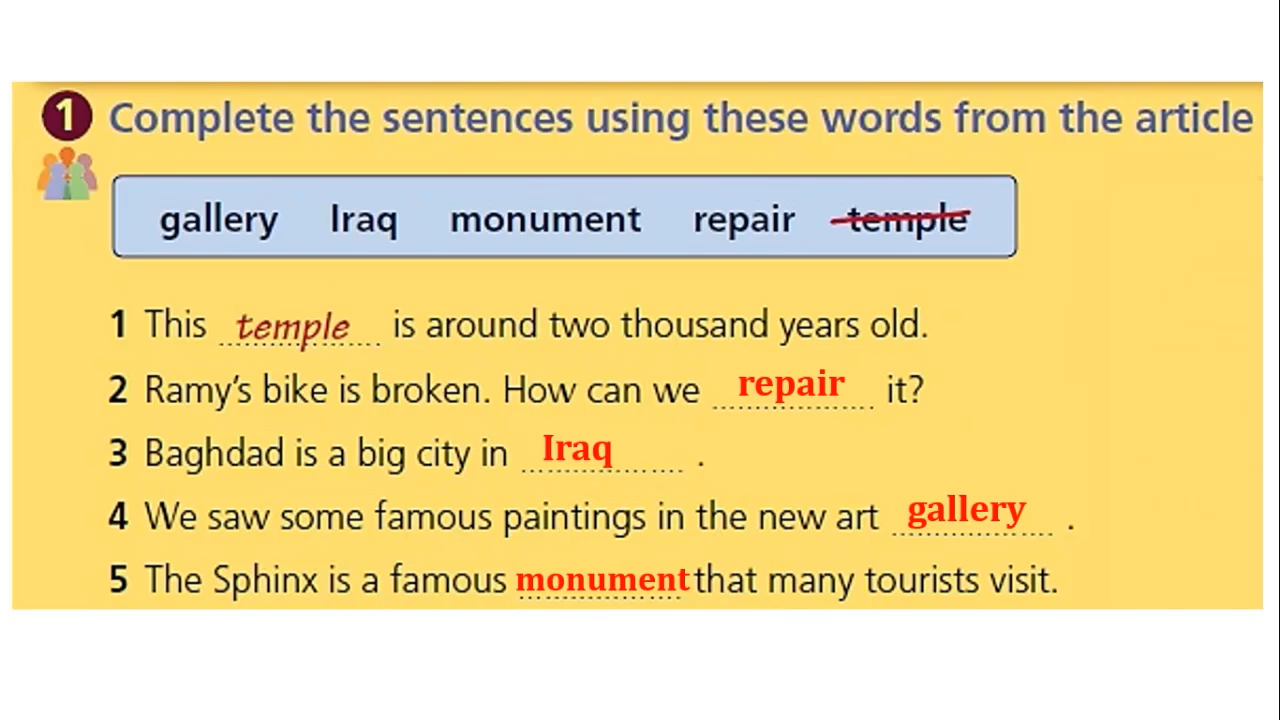 1 Complete the sentences using these words from the article
gallery Iraq monument repair temple
1 This temple is around two thousand years old.
2 Ramy's bike is broken. How can we repair it?
3 Baghdad is a big city in Iraq .
4 We saw some famous paintings in the new art gallery .
5 The Sphinx is a famous monument that many tourists visit.